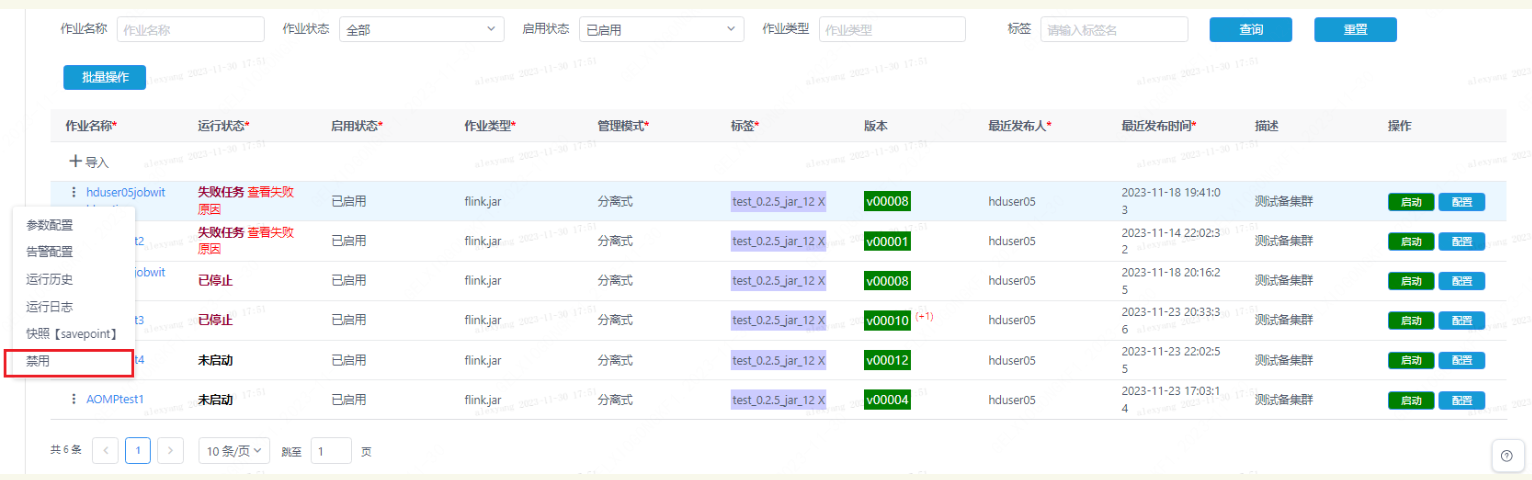 作业名称 作业名称 作业状态 全部 启用状态 已启用 作业类型 作业类型 标签 请输入标签名 查询 重置
批量操作
作业名称* 运行状态* 启用状态* 作业类型* 管理模式* 标签* 版本 最近发布人* 最近发布时间* 描述 操作
导入
hduser05jobwit 失败任务 查看失败原因 已启用 flink.jar 分离式 test_0.2.5_jar_12 X v00008 hduser05 2023-11-18 19:41:03 测试备集群 启动 配置
t2 失败任务 查看失败原因 已启用 flink.jar 分离式 test_0.2.5_jar_12 X v00001 hduser05 2023-11-14 22:02:32 测试备集群 启动 配置
jobwit 已停止 已启用 flink.jar 分离式 test_0.2.5_jar_12 X v00008 hduser05 2023-11-18 20:16:25 测试备集群 启动 配置
t3 已停止 已启用 flink.jar 分离式 test_0.2.5_jar_12 X v00010 (+1) hduser05 2023-11-23 20:33:36 测试备集群 启动 配置
t4 未启动 已启用 flink.jar 分离式 test_0.2.5_jar_12 X v00012 hduser05 2023-11-23 22:02:55 测试备集群 启动 配置
AOMPtest1 未启动 已启用 flink.jar 分离式 test_0.2.5_jar_12 X v00004 hduser05 2023-11-23 17:03:14 测试备集群 启动 配置
参数配置
告警配置
运行历史
运行日志
快照【savepoint】
禁用
共 6 条 < 1 > 10 条/页 跳至 1 页